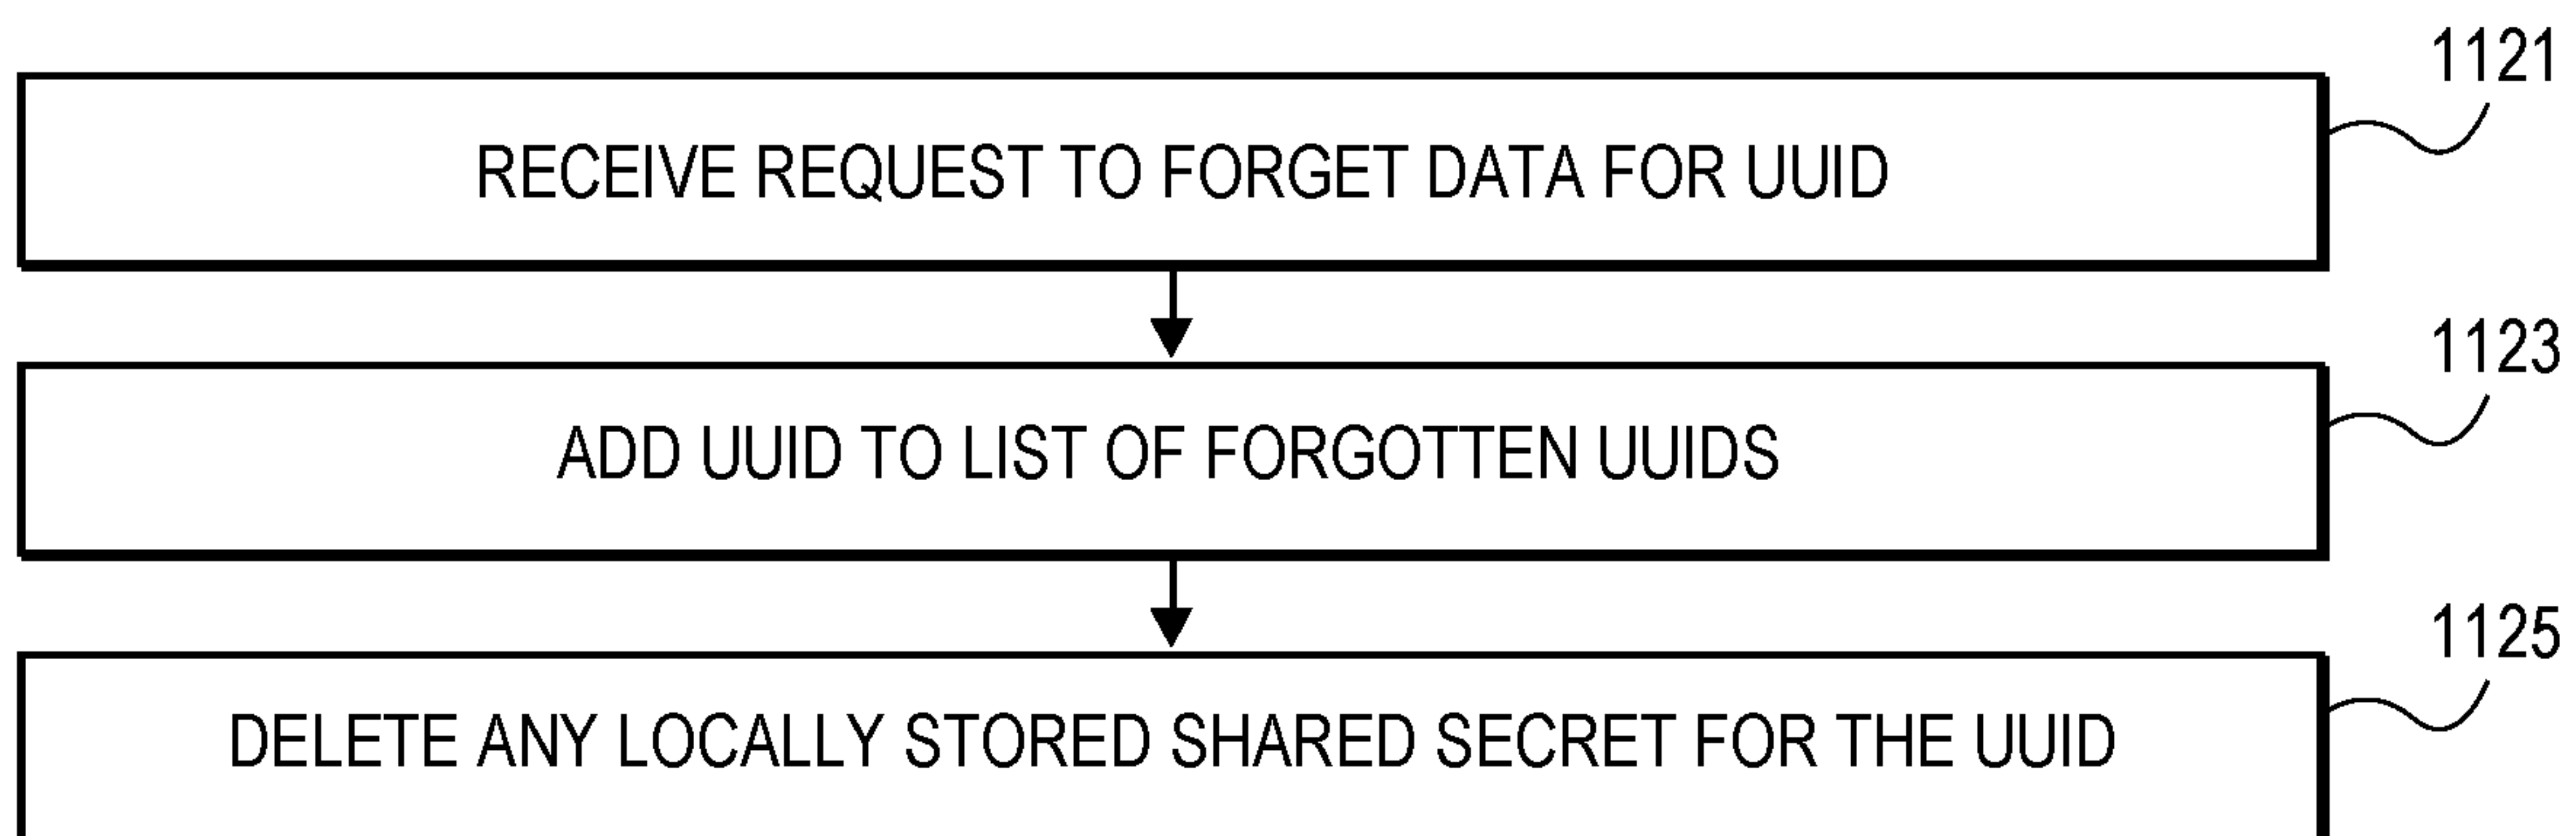 1121
RECEIVE REQUEST TO FORGET DATA FOR UUID
1123
ADD UUID TO LIST OF FORGOTTEN UUIDS
1125
DELETE ANY LOCALLY STORED SHARED SECRET FOR THE UUID